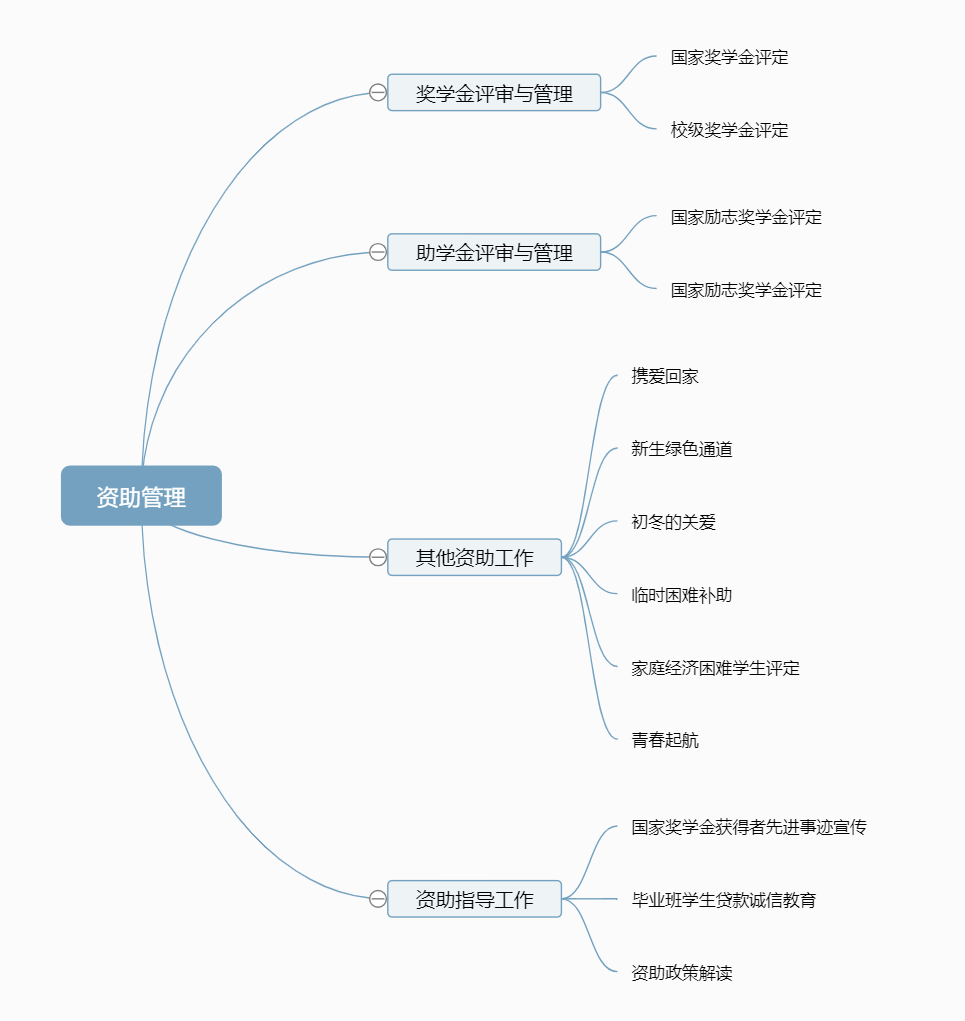 资助管理
奖学金评审与管理
国家奖学金评定
校级奖学金评定
助学金评审与管理
国家励志奖学金评定
国家励志奖学金评定
其他资助工作
携爱回家
新生绿色通道
初冬的关爱
临时困难补助
家庭经济困难学生评定
青春起航
资助指导工作
国家奖学金获得者先进事迹宣传
毕业班学生贷款诚信教育
资助政策解读